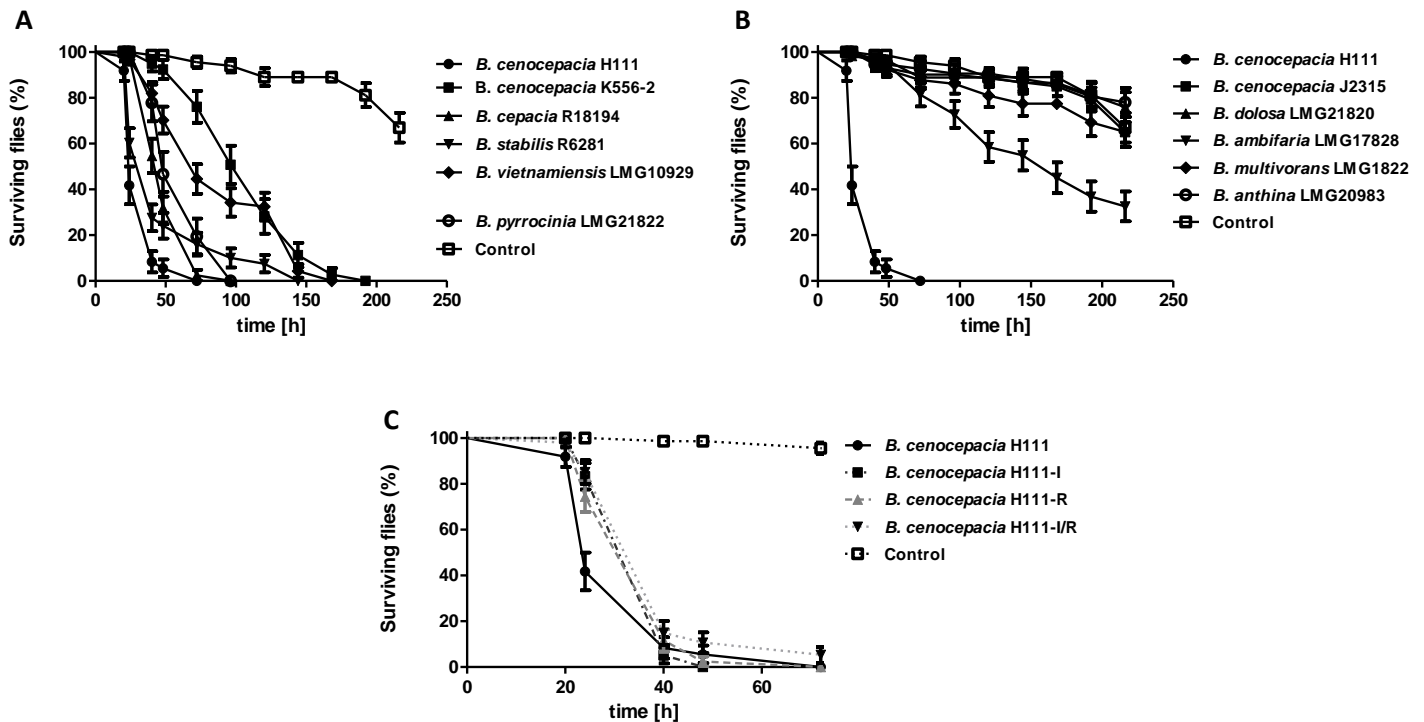 A
Surviving flies (%)
100
80
60
40
20
0
0 50 100 150 200 250
time [h]
B. cenocepacia H111
B. cenocepacia K556-2
B. cepacia R18194
B. stabilis R6281
B. vietnamiensis LMG10929
B. pyrrocinia LMG21822
Control
B
Surviving flies (%)
100
80
60
40
20
0
0 50 100 150 200 250
time [h]
B. cenocepacia H111
B. cenocepacia J2315
B. dolosa LMG21820
B. ambifaria LMG17828
B. multivorans LMG1822
B. anthina LMG20983
Control
C
Surviving flies (%)
100
80
60
40
20
0
0 20 40 60
time [h]
B. cenocepacia H111
B. cenocepacia H111-I
B. cenocepacia H111-R
B. cenocepacia H111-I/R
Control